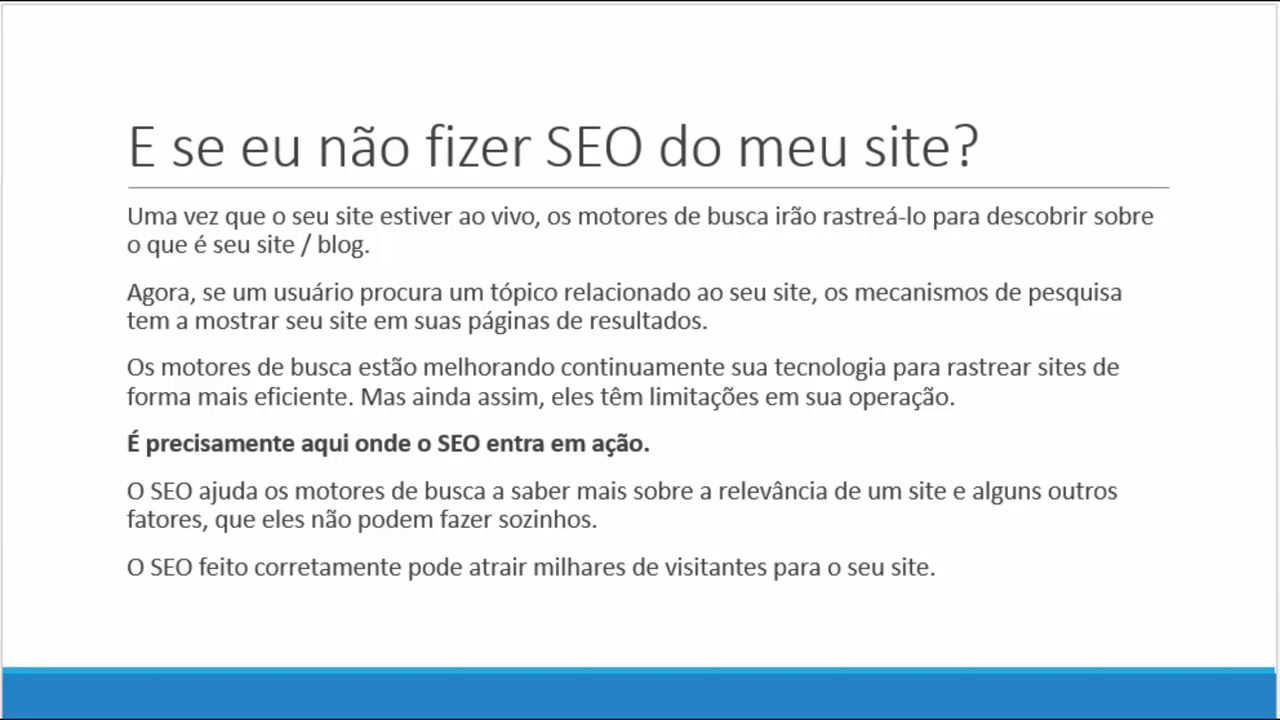 E se eu não fizer SEO do meu site?
Uma vez que o seu site estiver ao vivo, os motores de busca irão rastreá-lo para descobrir sobre
o que é seu site / blog.
Agora, se um usuário procura um tópico relacionado ao seu site, os mecanismos de pesquisa
tem a mostrar seu site em suas páginas de resultados.
Os motores de busca estão melhorando continuamente sua tecnologia para rastrear sites de
forma mais eficiente. Mas ainda assim, eles têm limitações em sua operação.
É precisamente aqui onde o SEO entra em ação.
O SEO ajuda os motores de busca a saber mais sobre a relevância de um site e alguns outros
fatores, que eles não podem fazer sozinhos.
O SEO feito corretamente pode atrair milhares de visitantes para o seu site.